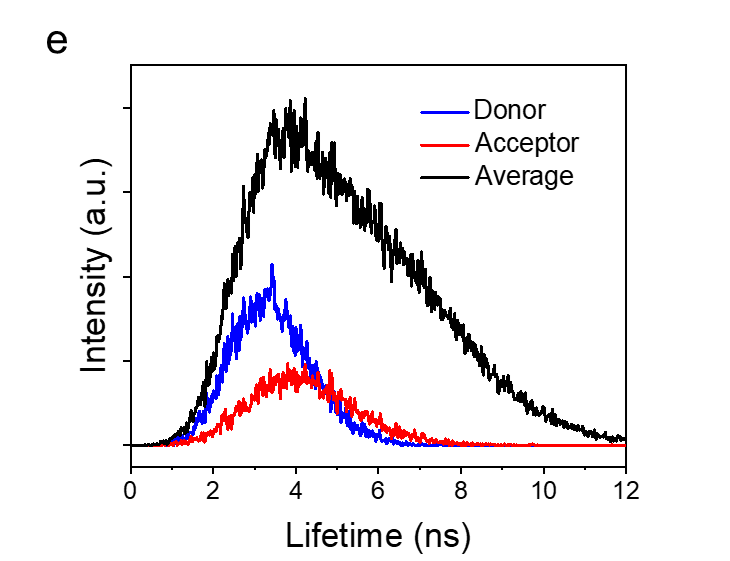 e
Donor
Acceptor
Average
Intensity (a.u.)
0 2 4 6 8 10 12
Lifetime (ns)